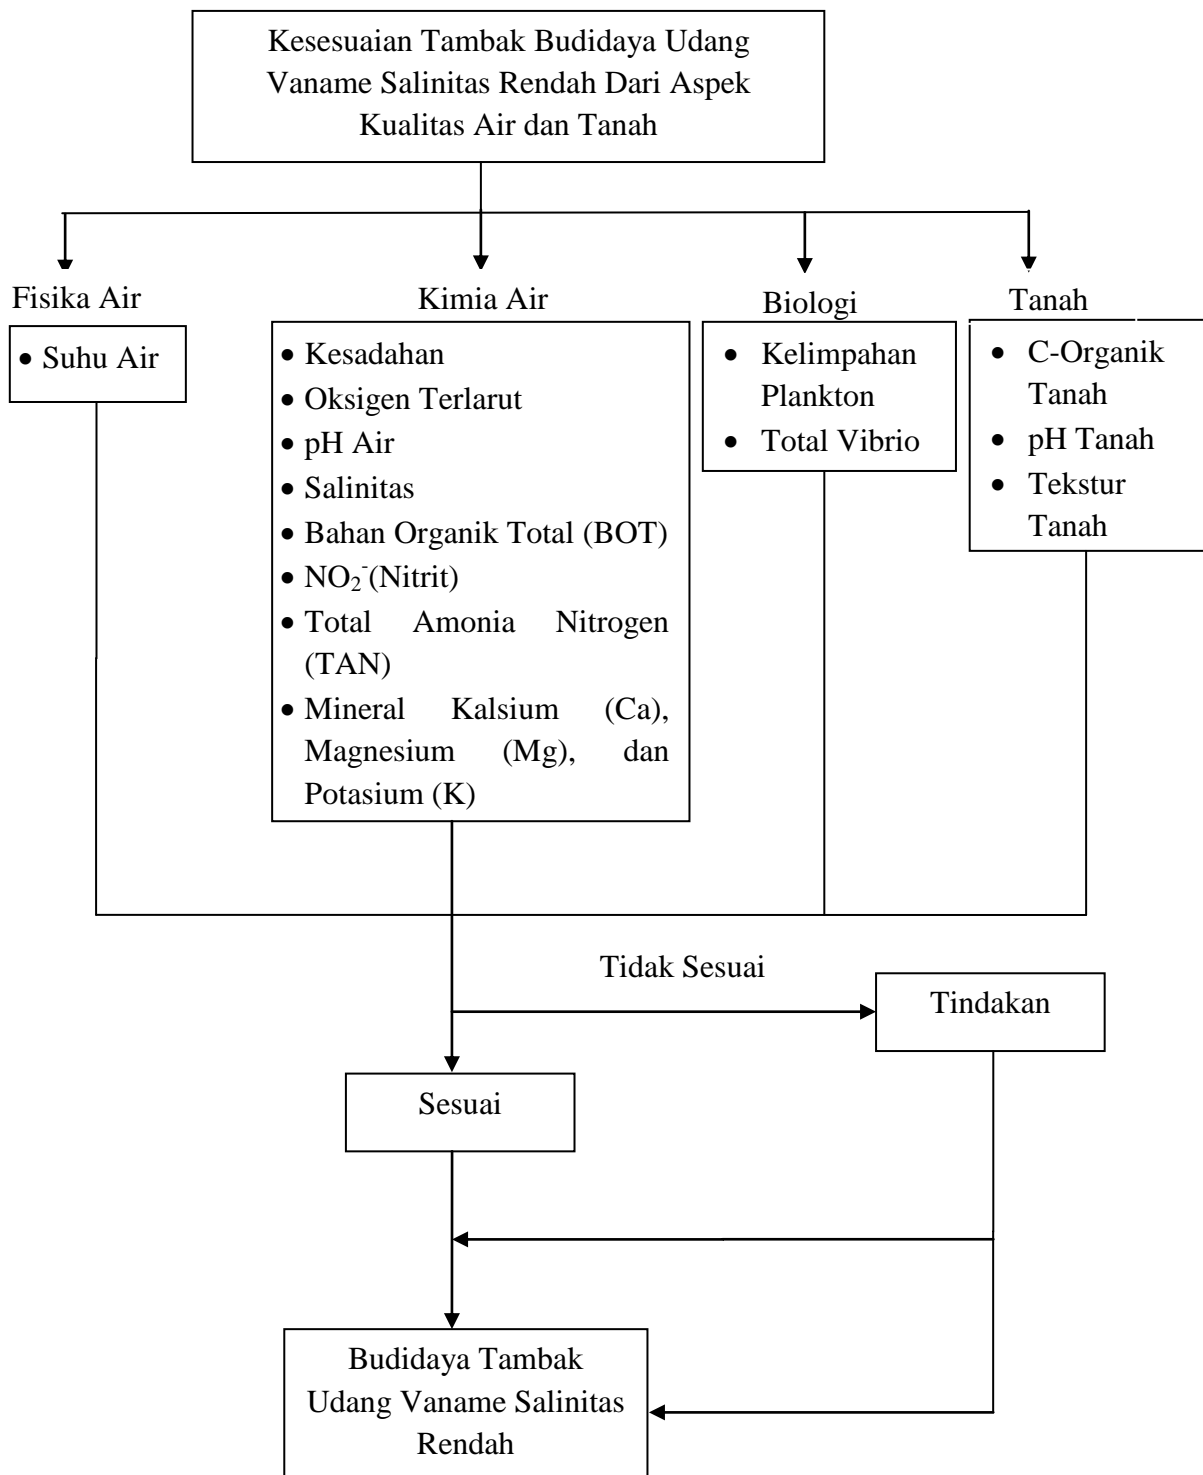 Kesesuaian Tambak Budidaya Udang
Vaname Salinitas Rendah Dari Aspek
Kualitas Air dan Tanah
Fisika Air
• Suhu Air
Kimia Air
• Kesadahan
• Oksigen Terlarut
• pH Air
• Salinitas
• Bahan Organik Total (BOT)
• NO₂⁻(Nitrit)
• Total Amonia Nitrogen
(TAN)
• Mineral Kalsium (Ca),
Magnesium (Mg), dan
Potasium (K)
Biologi
• Kelimpahan
Plankton
• Total Vibrio
Tanah
• C-Organik
Tanah
• pH Tanah
• Tekstur
Tanah
Tidak Sesuai
Tindakan
Sesuai
Budidaya Tambak
Udang Vaname Salinitas
Rendah